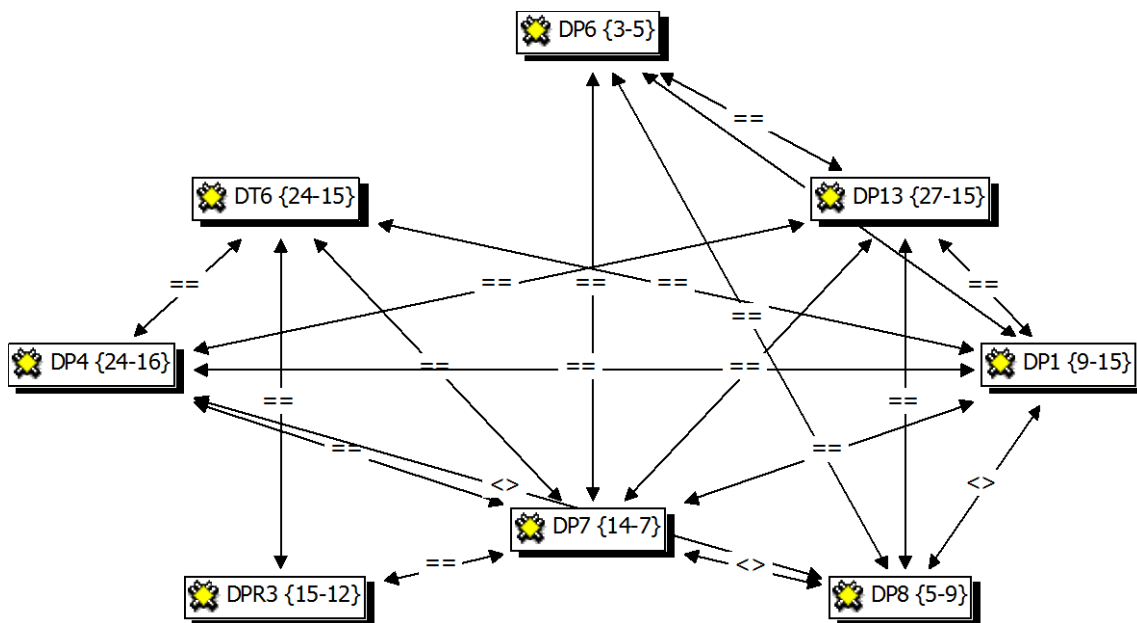 DP6 {3-5}
==
DT6 {24-15}
DP13 {27-15}
==
==
==
==
==
==
DP4 {24-16}
==
==
==
DP1 {9-15}
==
==
==
==
<>
<>
DP7 {14-7}
==
<>
DPR3 {15-12}
DP8 {5-9}